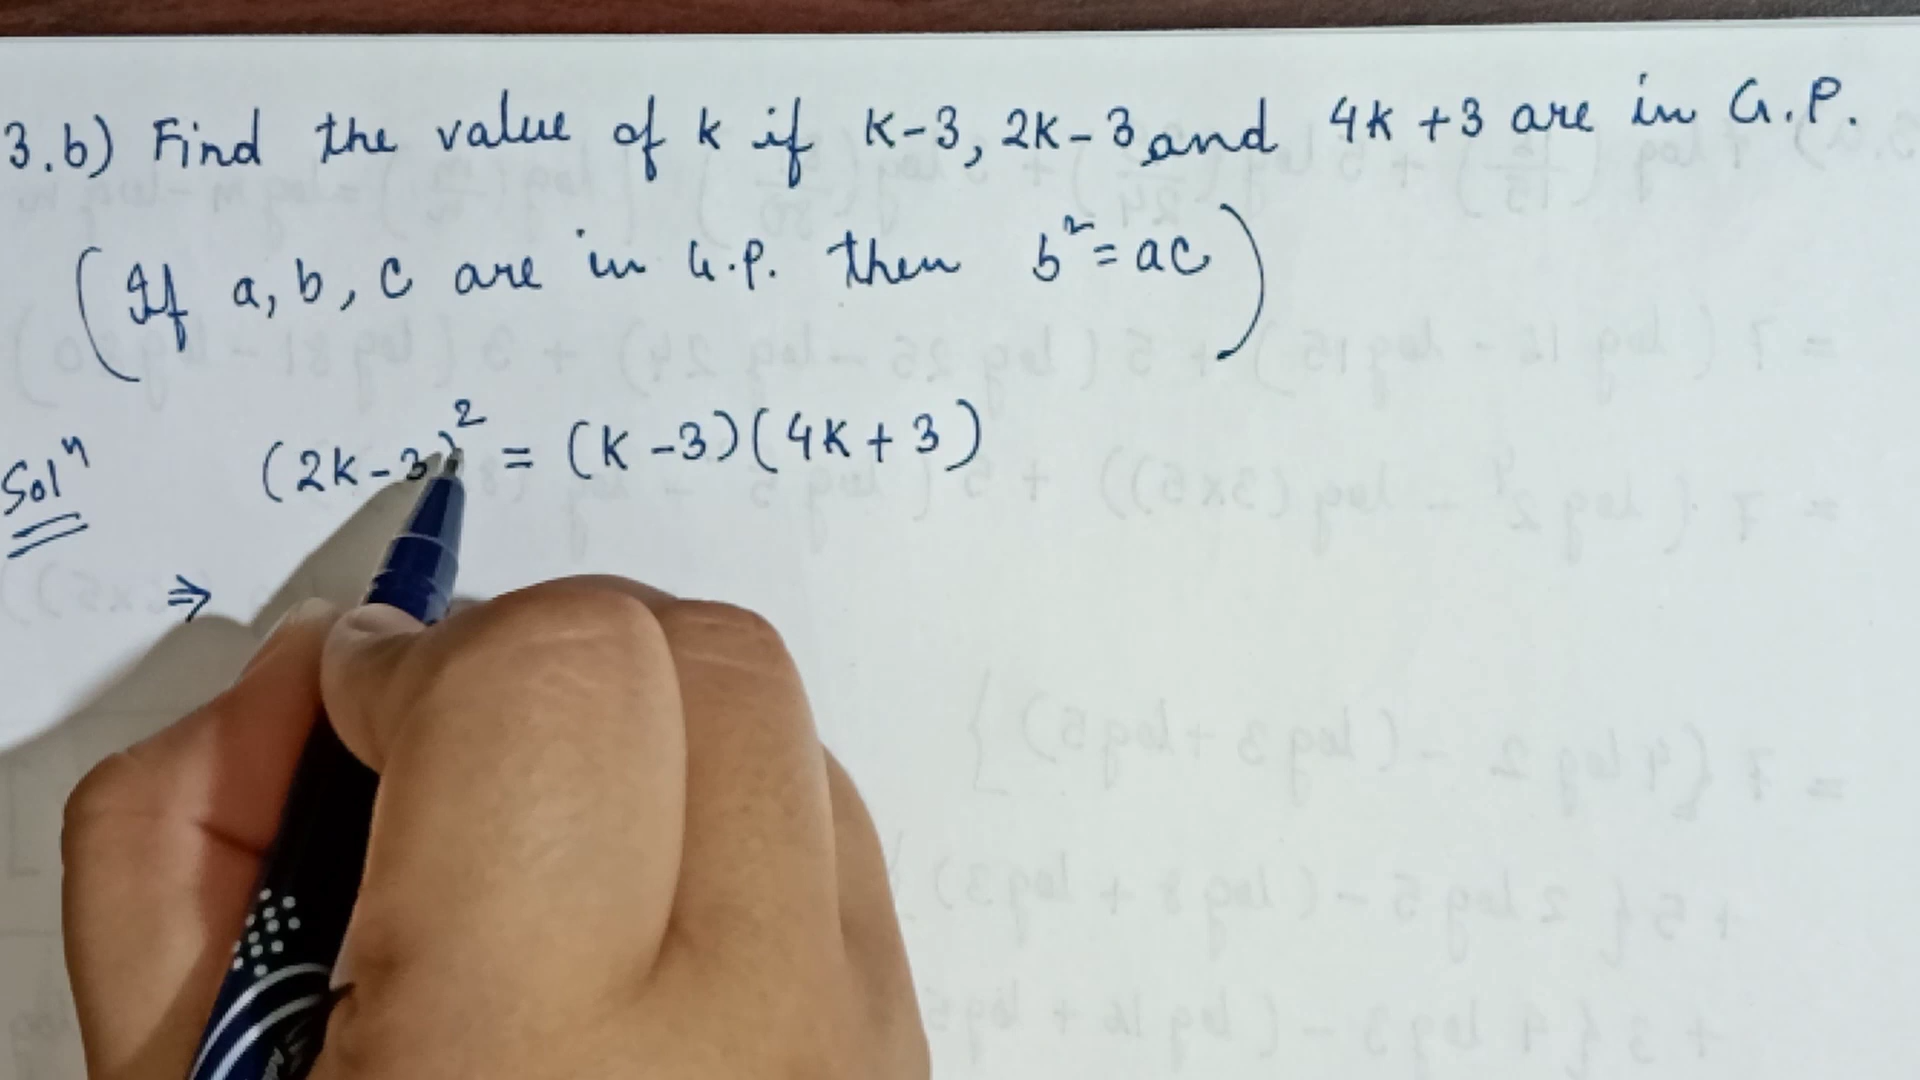 3.b) Find the value of k if k-3, 2k-3 and 4k+3 are in G.P.
(If a, b, c are in G.P. then b²=ac)
Solⁿ (2k-3)² = (k-3)(4k+3)
⇒